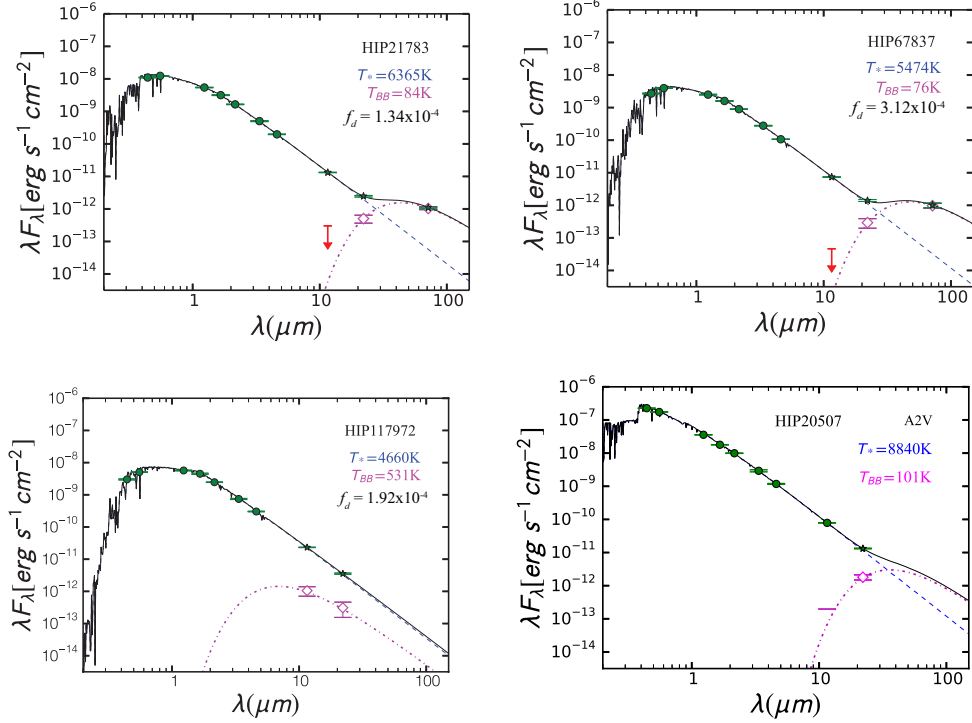 HIP21783
T* =6365K
T_BB=84K
f_d = 1.34x10^-4
λF_λ[erg s^−1 cm^−2]
10^−6
10^−7
10^−8
10^−9
10^−10
10^−11
10^−12
10^−13
10^−14
1 10 100
λ(μm)
HIP67837
T* =5474K
T_BB=76K
f_d = 3.12x10^-4
λF_λ[erg s^−1 cm^−2]
10^−6
10^−7
10^−8
10^−9
10^−10
10^−11
10^−12
10^−13
10^−14
1 10 100
λ(μm)
HIP117972
T* =4660K
T_BB=531K
f_d = 1.92x10^-4
λF_λ[erg s^−1 cm^−2]
10^−6
10^−7
10^−8
10^−9
10^−10
10^−11
10^−12
10^−13
10^−14
1 10 100
λ(μm)
HIP20507 A2V
T* =8840K
T_BB=101K
λF_λ[erg s^−1 cm^−2]
10^−6
10^−7
10^−8
10^−9
10^−10
10^−11
10^−12
10^−13
10^−14
1 10 100
λ(μm)